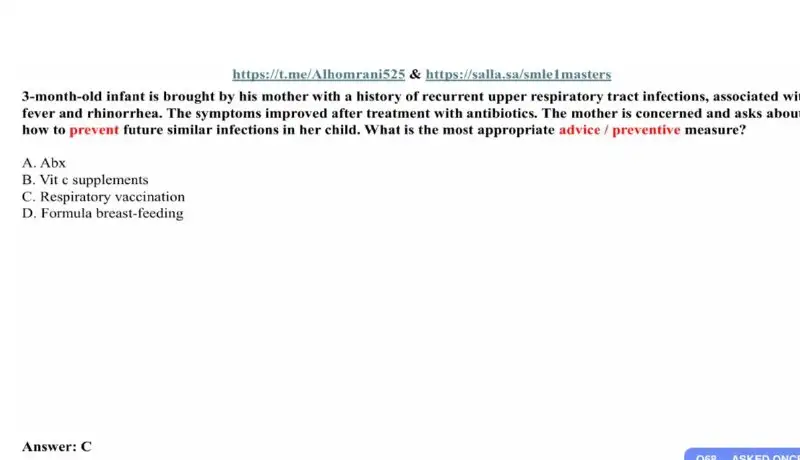 https://t.me/Alhomrani525 & https://salla.sa/smle1masters
3-month-old infant is brought by his mother with a history of recurrent upper respiratory tract infections, associated wi
fever and rhinorrhea. The symptoms improved after treatment with antibiotics. The mother is concerned and asks abou
how to prevent future similar infections in her child. What is the most appropriate advice / preventive measure?
A. Abx
B. Vit c supplements
C. Respiratory vaccination
D. Formula breast-feeding
Answer: C